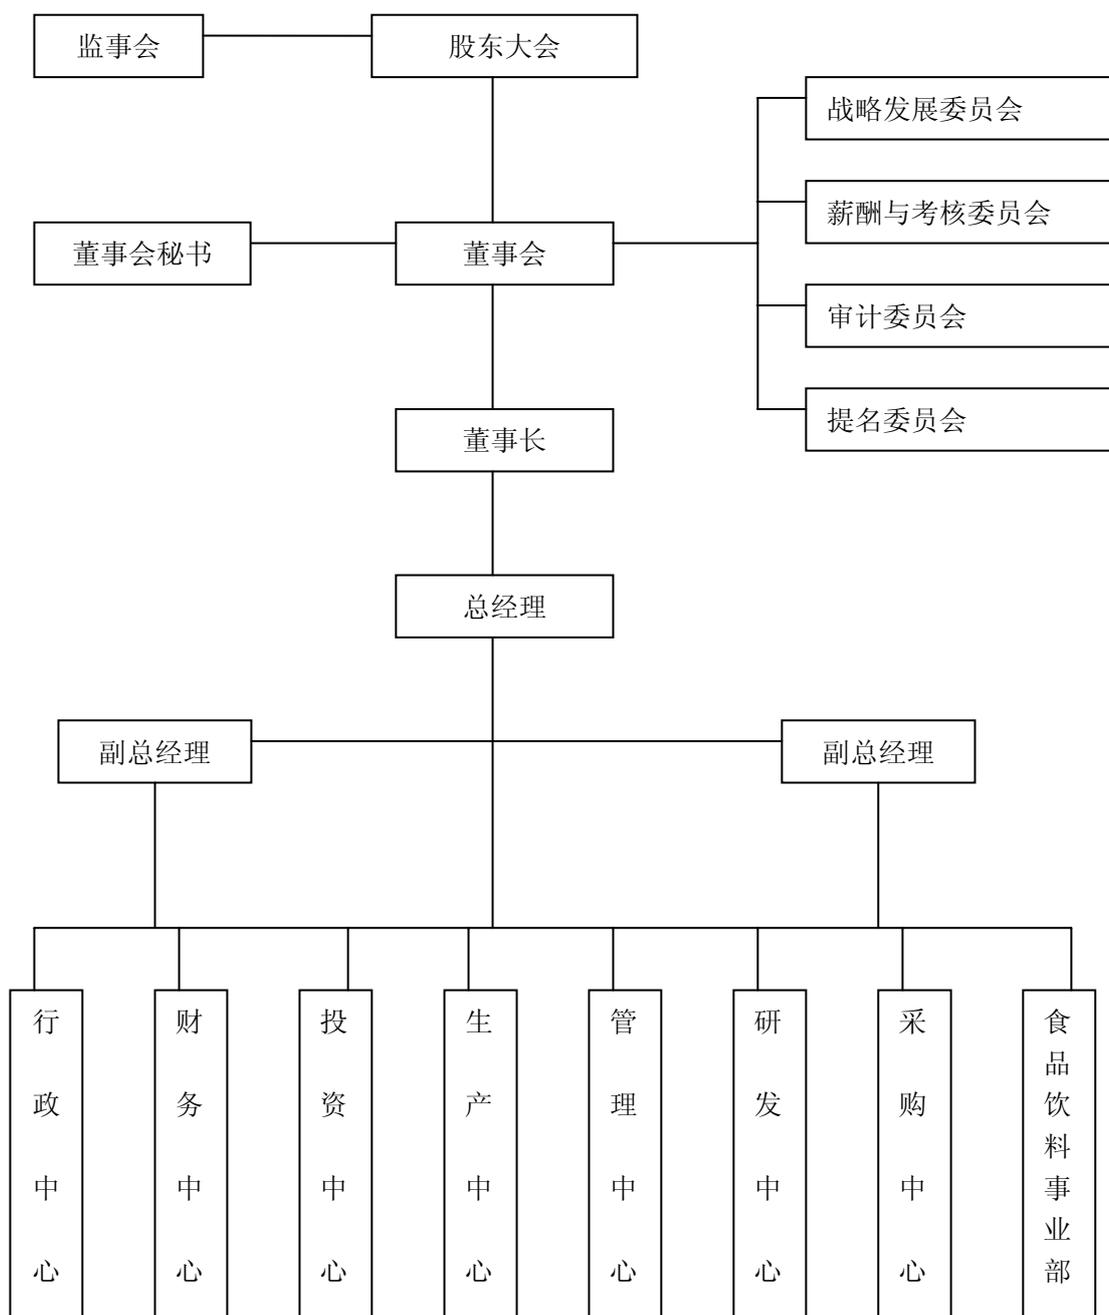 监事会
股东大会
战略发展委员会
薪酬与考核委员会
董事会秘书
董事会
审计委员会
提名委员会
董事长
总经理
副总经理
副总经理
行政中心
财务中心
投资中心
生产中心
管理中心
研发中心
采购中心
食品饮料事业部